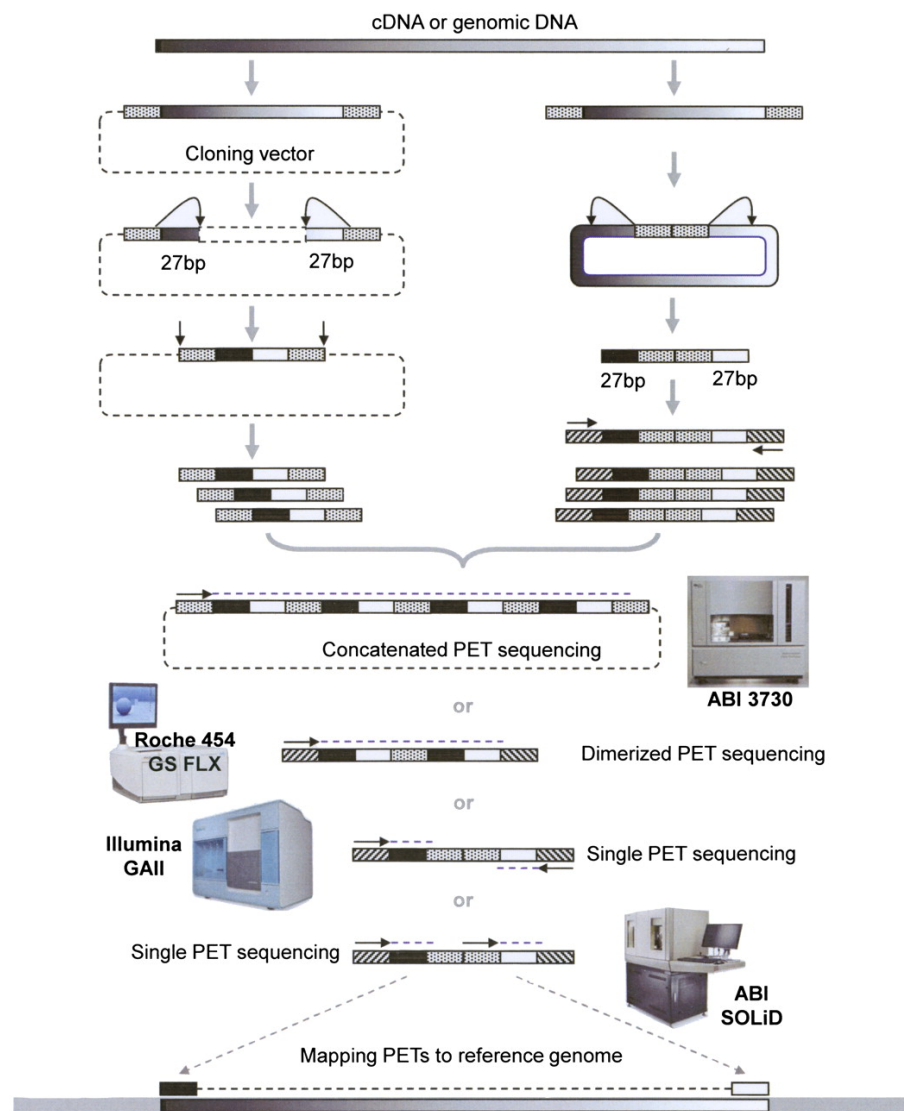 cDNA or genomic DNA
Cloning vector
27bp 27bp
27bp 27bp
Concatenated PET sequencing
ABI 3730
or
Roche 454
GS FLX
Dimerized PET sequencing
or
Illumina
GAII
Single PET sequencing
or
Single PET sequencing
ABI
SOLiD
Mapping PETs to reference genome